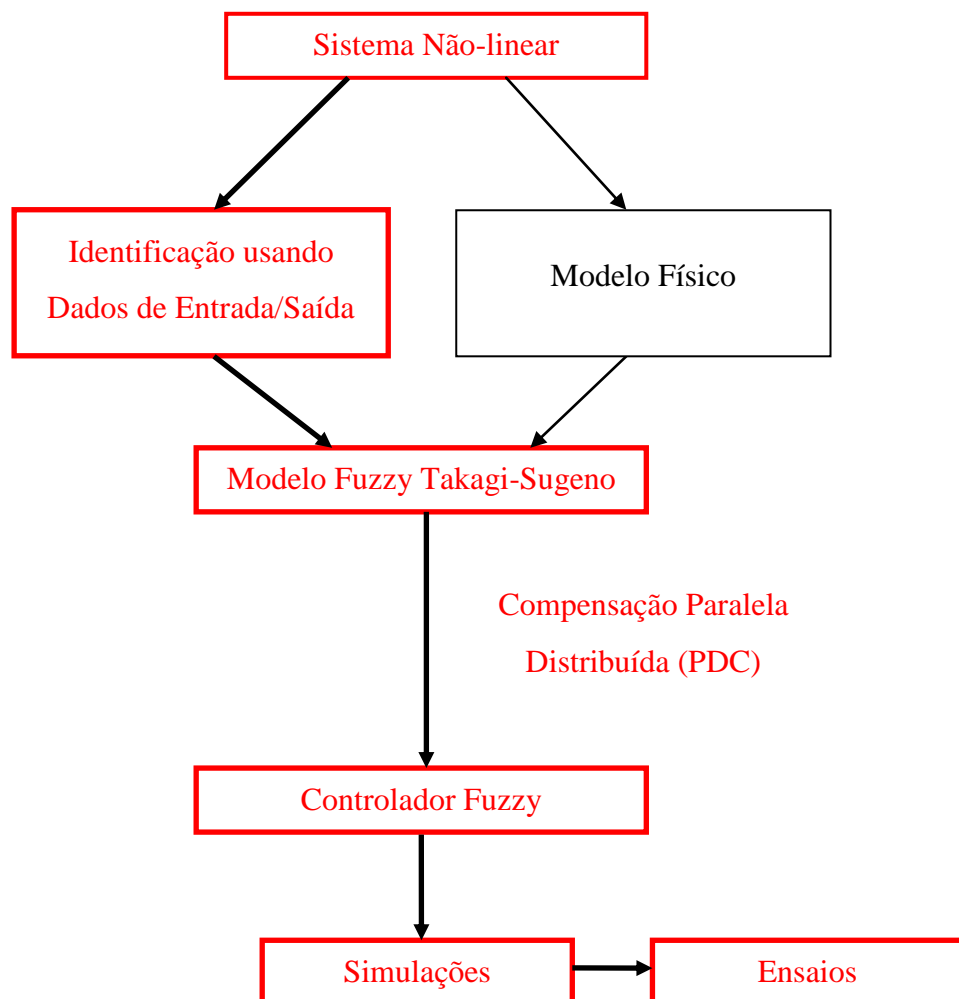 Sistema Não-linear
Identificação usando
Dados de Entrada/Saída
Modelo Físico
Modelo Fuzzy Takagi-Sugeno
Compensação Paralela
Distribuída (PDC)
Controlador Fuzzy
Simulações
Ensaios